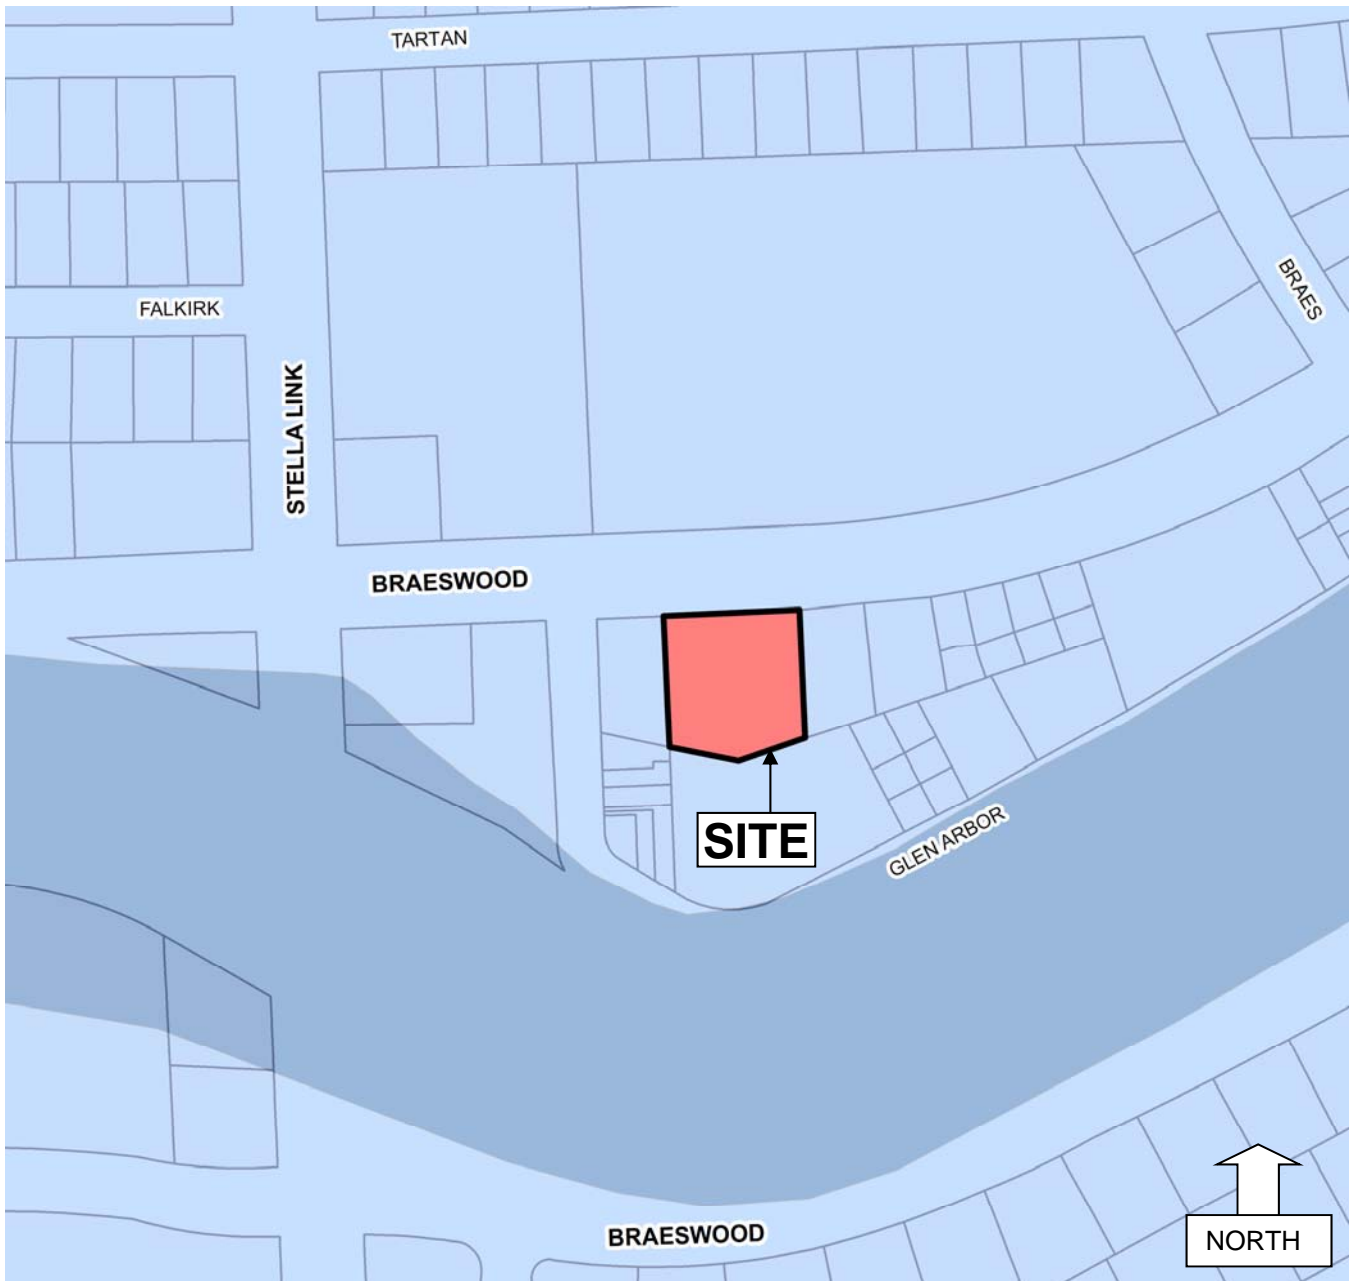 TARTAN
FALKIRK
BRAES
STELLA LINK
BRAESWOOD
SITE
GLEN ARBOR
BRAESWOOD
NORTH